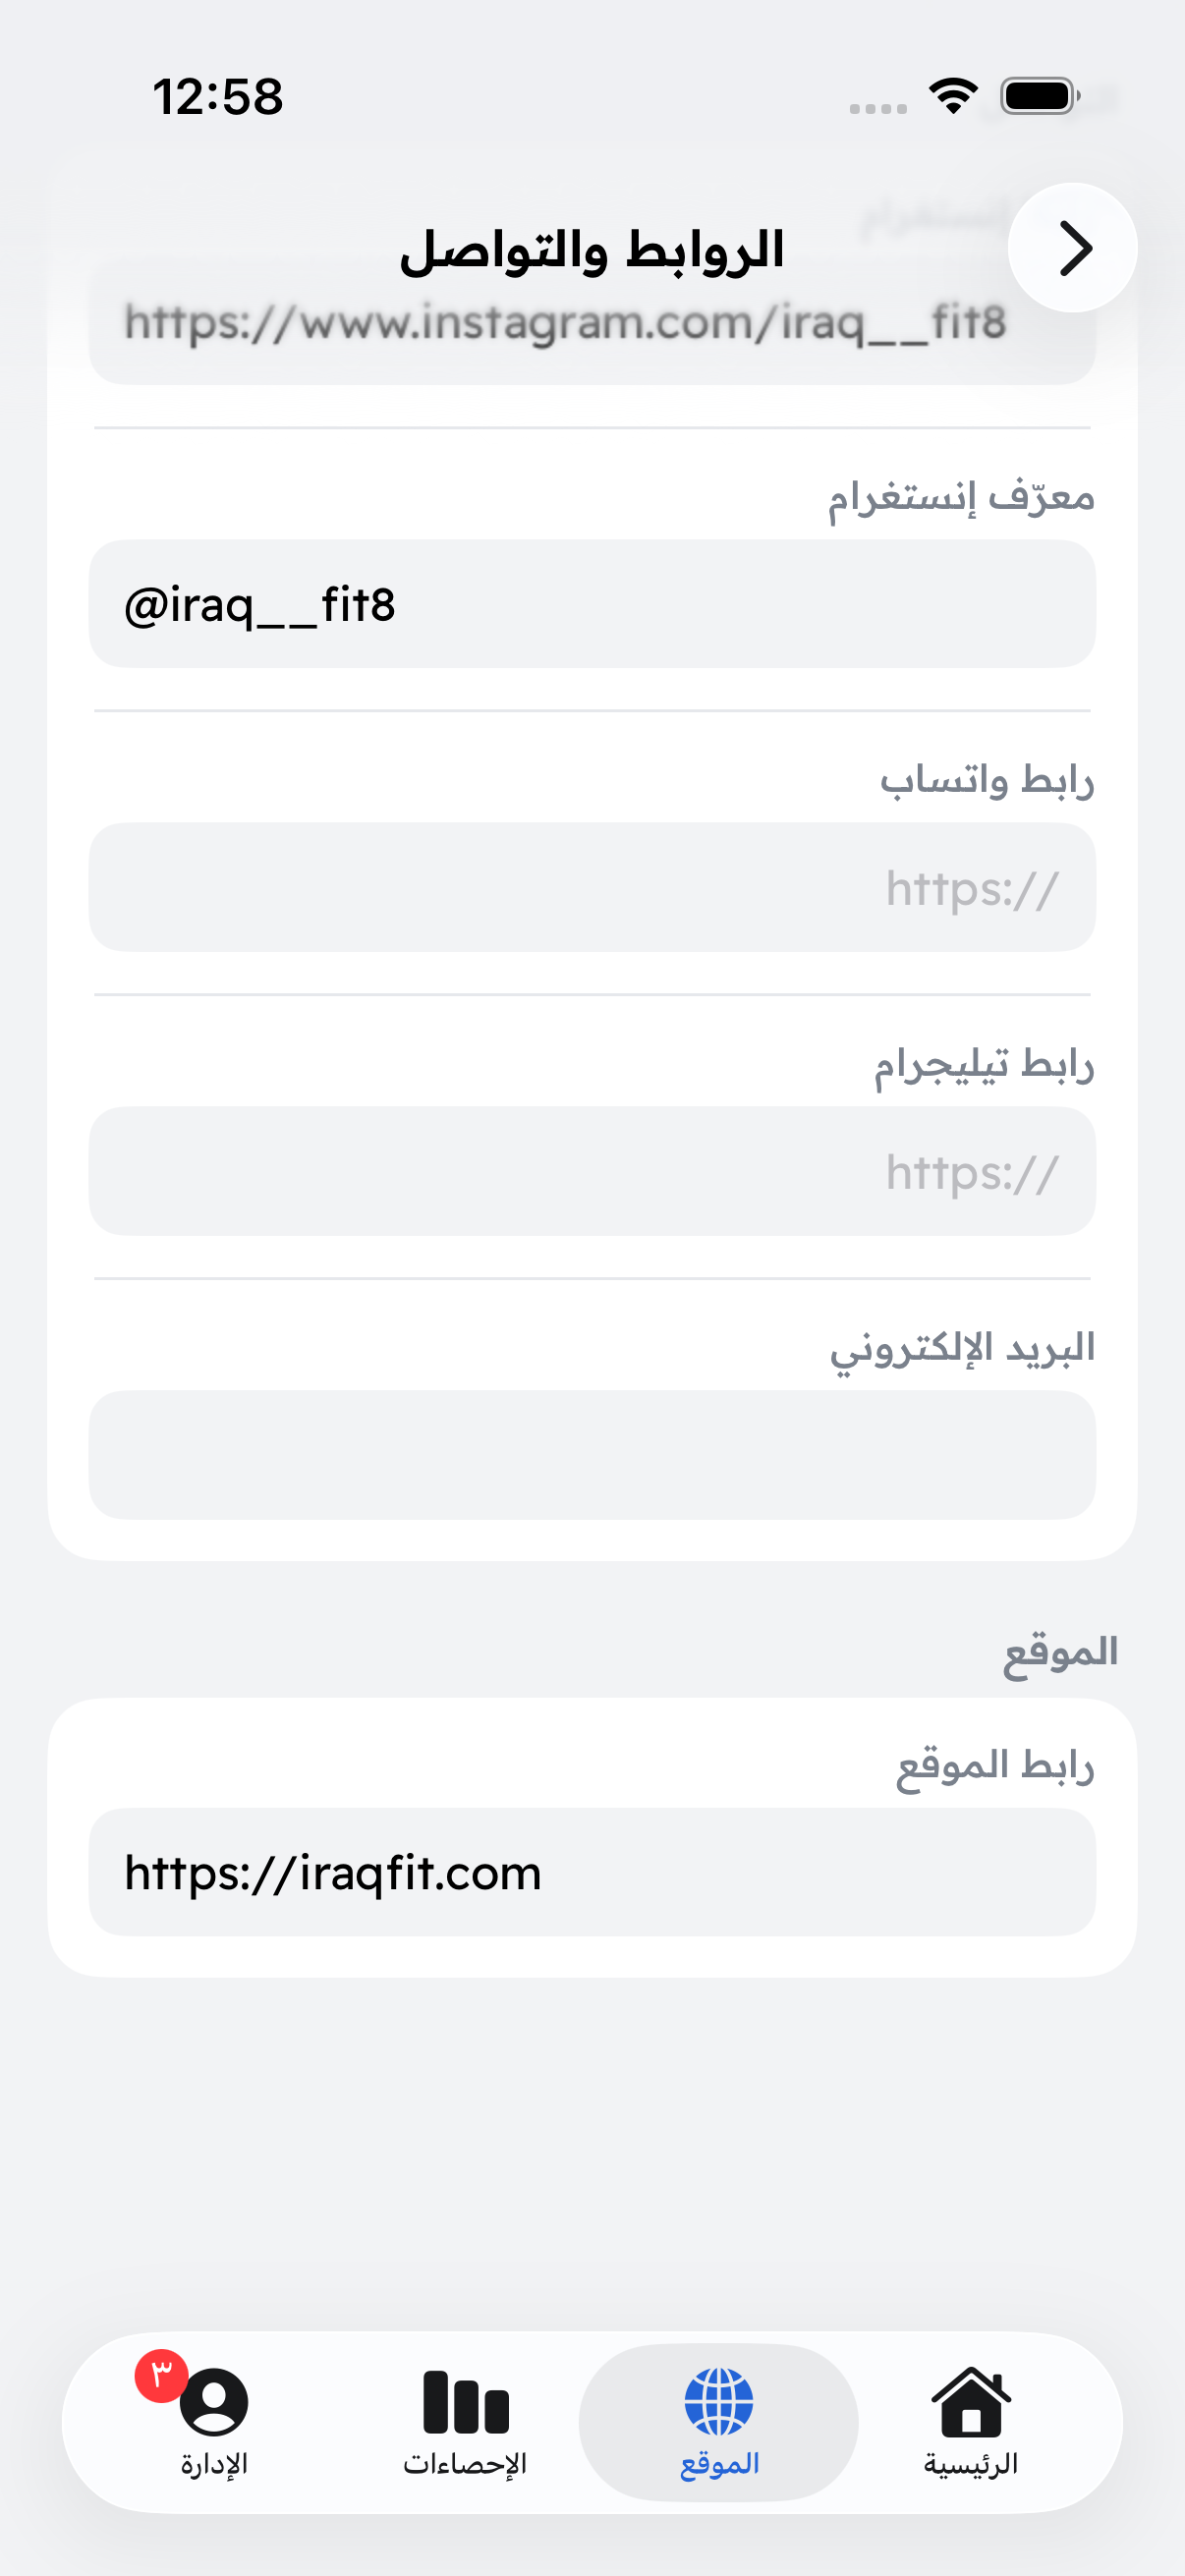 12:58
الروابط والتواصل
https://www.instagram.com/iraq__fit8
معرّف إنستغرام
@iraq__fit8
رابط واتساب
https://
رابط تيليجرام
https://
البريد الإلكتروني
الموقع
رابط الموقع
https://iraqfit.com
الرئيسية
الموقع
الإحصاءات
٣
الإدارة